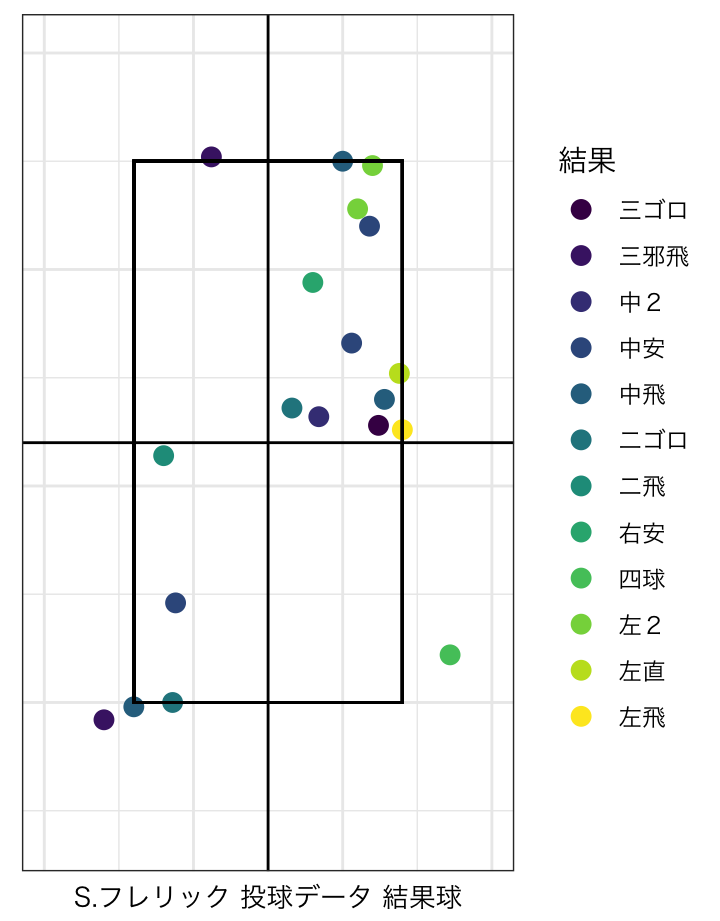 結果
三ゴロ
三邪飛
中２
中安
中飛
二ゴロ
二飛
右安
四球
左２
左直
左飛
S.フレリック 投球データ 結果球